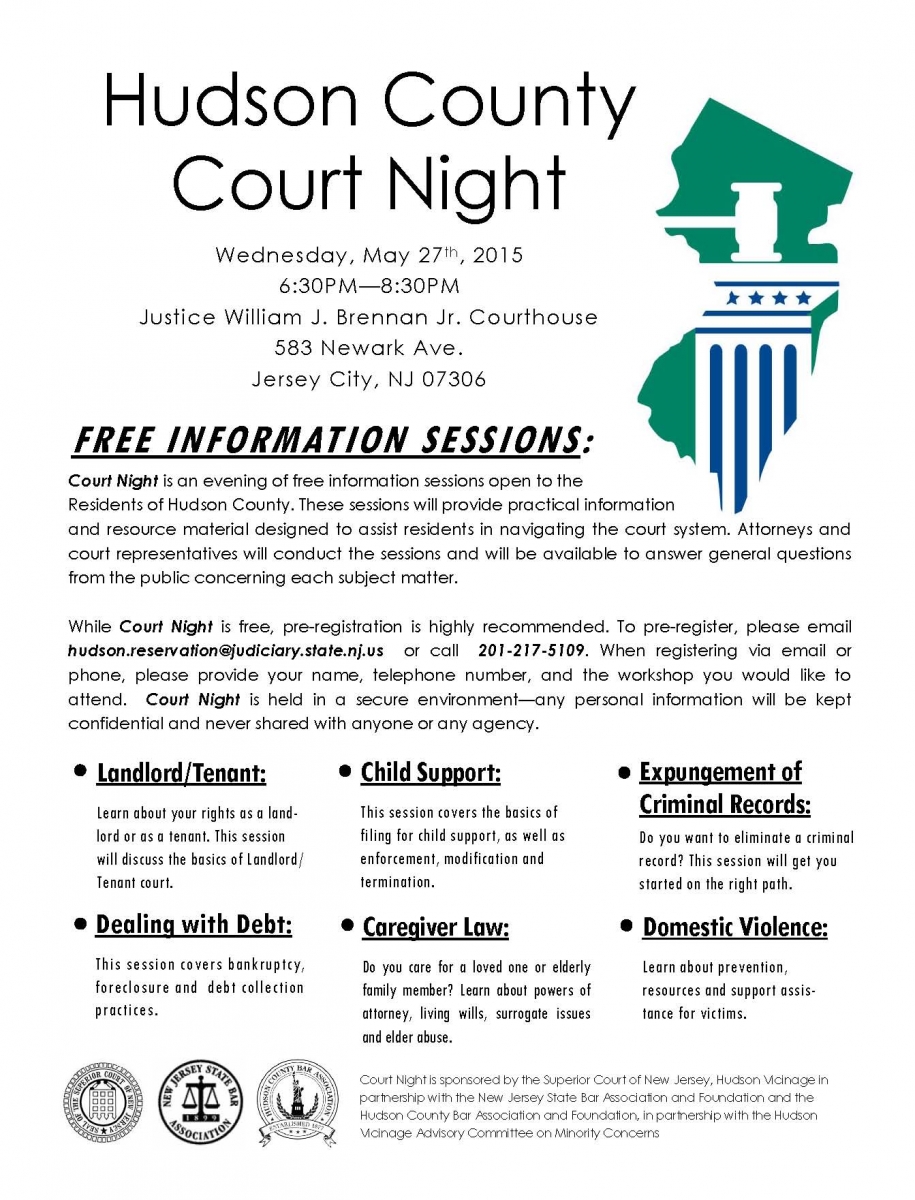 Hudson County
Court Night
Wednesday, May 27th, 2015
6:30PM—8:30PM
Justice William J. Brennan Jr. Courthouse
583 Newark Ave.
Jersey City, NJ 07306
FREE INFORMATION SESSIONS:
Court Night is an evening of free information sessions open to the
Residents of Hudson County. These sessions will provide practical information
and resource material designed to assist residents in navigating the court system. Attorneys and
court representatives will conduct the sessions and will be available to answer general questions
from the public concerning each subject matter.
While Court Night is free, pre-registration is highly recommended. To pre-register, please email
hudson.reservation@judiciary.state.nj.us or call 201-217-5109. When registering via email or
phone, please provide your name, telephone number, and the workshop you would like to
attend. Court Night is held in a secure environment—any personal information will be kept
confidential and never shared with anyone or any agency.
• Landlord/Tenant:
Learn about your rights as a land-
lord or as a tenant. This session
will discuss the basics of Landlord/
Tenant court.
• Child Support:
This session covers the basics of
filing for child support, as well as
enforcement, modification and
termination.
• Expungement of
Criminal Records:
Do you want to eliminate a criminal
record? This session will get you
started on the right path.
• Dealing with Debt:
This session covers bankruptcy,
foreclosure and debt collection
practices.
• Caregiver Law:
Do you care for a loved one or elderly
family member? Learn about powers of
attorney, living wills, surrogate issues
and elder abuse.
• Domestic Violence:
Learn about prevention,
resources and support assis-
tance for victims.
SEAL OF THE SUPERIOR COURT OF NEW JERSEY
NEW JERSEY STATE BAR
ASSOCIATION
1899
HUDSON COUNTY BAR ASSOCIATION
Court Night is sponsored by the Superior Court of New Jersey, Hudson Vicinage in
partnership with the New Jersey State Bar Association and Foundation and the
Hudson County Bar Association and Foundation, in partnership with the Hudson
Vicinage Advisory Committee on Minority Concerns